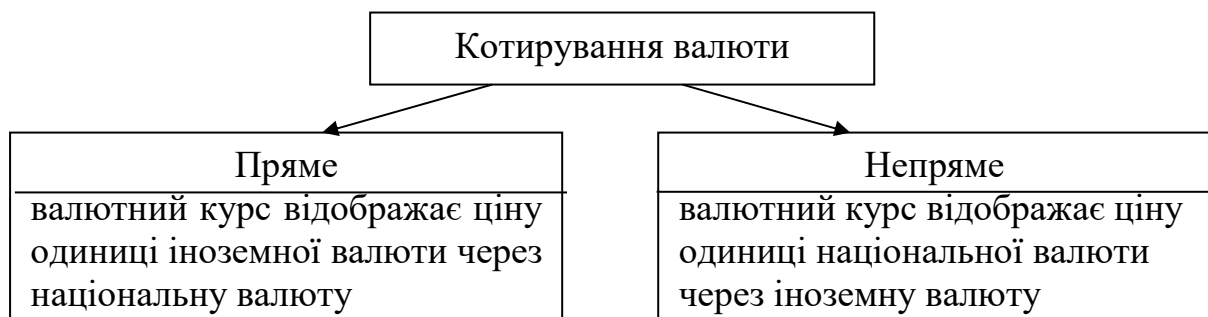 Котирування валюти
Пряме
валютний курс відображає ціну
одиниці іноземної валюти через
національну валюту
Непряме
валютний курс відображає ціну
одиниці національної валюти
через іноземну валюту